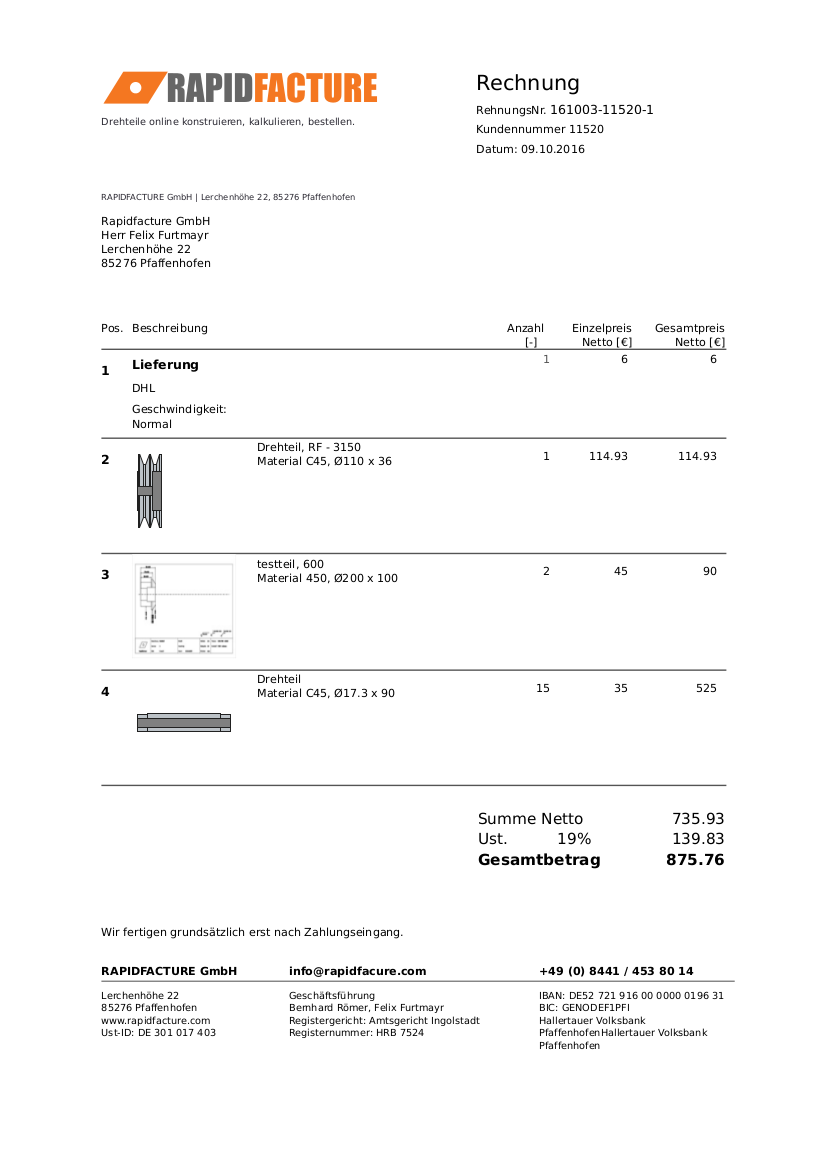 RAPIDFACTURE
Drehteile online konstruieren, kalkulieren, bestellen.
Rechnung
RehnungsNr. 161003-11520-1
Kundennummer 11520
Datum: 09.10.2016
RAPIDFACTURE GmbH | Lerchenhöhe 22, 85276 Pfaffenhofen
Rapidfacture GmbH
Herr Felix Furtmayr
Lerchenhöhe 22
85276 Pfaffenhofen
Pos. Beschreibung Anzahl Einzelpreis Gesamtpreis
[-] Netto [€] Netto [€]
1 Lieferung 1 6 6
DHL
Geschwindigkeit:
Normal
2 Drehteil, RF - 3150
Material C45, Ø110 x 36 1 114.93 114.93
3 testteil, 600
Material 450, Ø200 x 100 2 45 90
4 Drehteil
Material C45, Ø17.3 x 90 15 35 525
Summe Netto 735.93
Ust. 19% 139.83
Gesamtbetrag 875.76
Wir fertigen grundsätzlich erst nach Zahlungseingang.
RAPIDFACTURE GmbH info@rapidfacure.com +49 (0) 8441 / 453 80 14
Lerchenhöhe 22
85276 Pfaffenhofen
www.rapidfacture.com
Ust-ID: DE 301 017 403
Geschäftsführung
Bernhard Römer, Felix Furtmayr
Registergericht: Amtsgericht Ingolstadt
Registernummer: HRB 7524
IBAN: DE52 721 916 00 0000 0196 31
BIC: GENODEF1PFI
Hallertauer Volksbank
PfaffenhofenHallertauer Volksbank
Pfaffenhofen